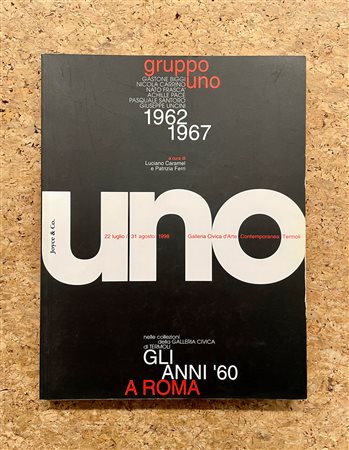 gruppo
uno
GASTONE BIGGI
NICOLA CARRINO
NATO FRASCA'
ACHILLE PACE
PASQUALE SANTORO
GIUSEPPE UNCINI
1962
1967
a cura di
Luciano Caramel
e Patrizia Ferri
uno
Joyce & Co.
22 luglio / 31 agosto 1998 Galleria Civica d'Arte Contemporanea Termoli
nelle collezioni
della GALLERIA CIVICA
di TERMOLI
GLI
ANNI '60
A ROMA